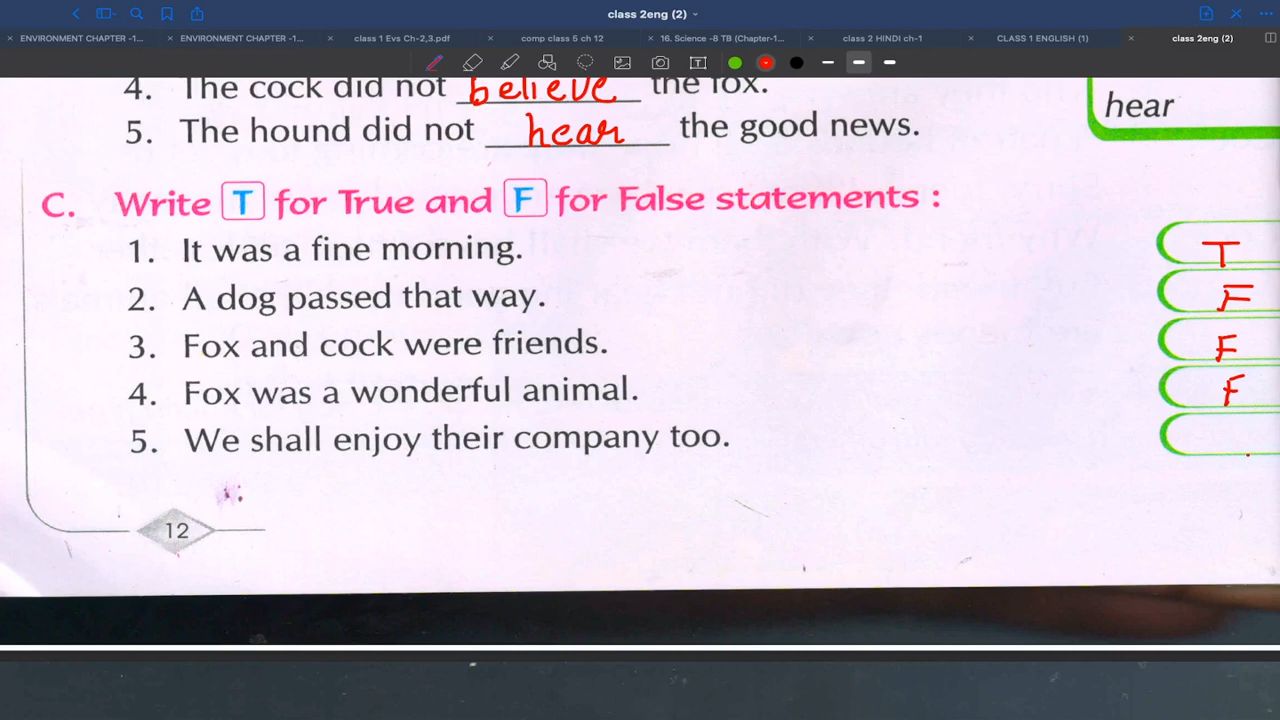 class 2eng (2)
ENVIRONMENT CHAPTER -1...
ENVIRONMENT CHAPTER -1...
class 1 Evs Ch-2,3.pdf
comp class 5 ch 12
16. Science -8 TB (Chapter-1...
class 2 HINDI ch-1
CLASS 1 ENGLISH (1)
class 2eng (2)
4. The cock did not believe the fox.
5. The hound did not hear the good news.
hear
C. Write T for True and F for False statements :
1. It was a fine morning. T
2. A dog passed that way. F
3. Fox and cock were friends. F
4. Fox was a wonderful animal. F
5. We shall enjoy their company too.
12